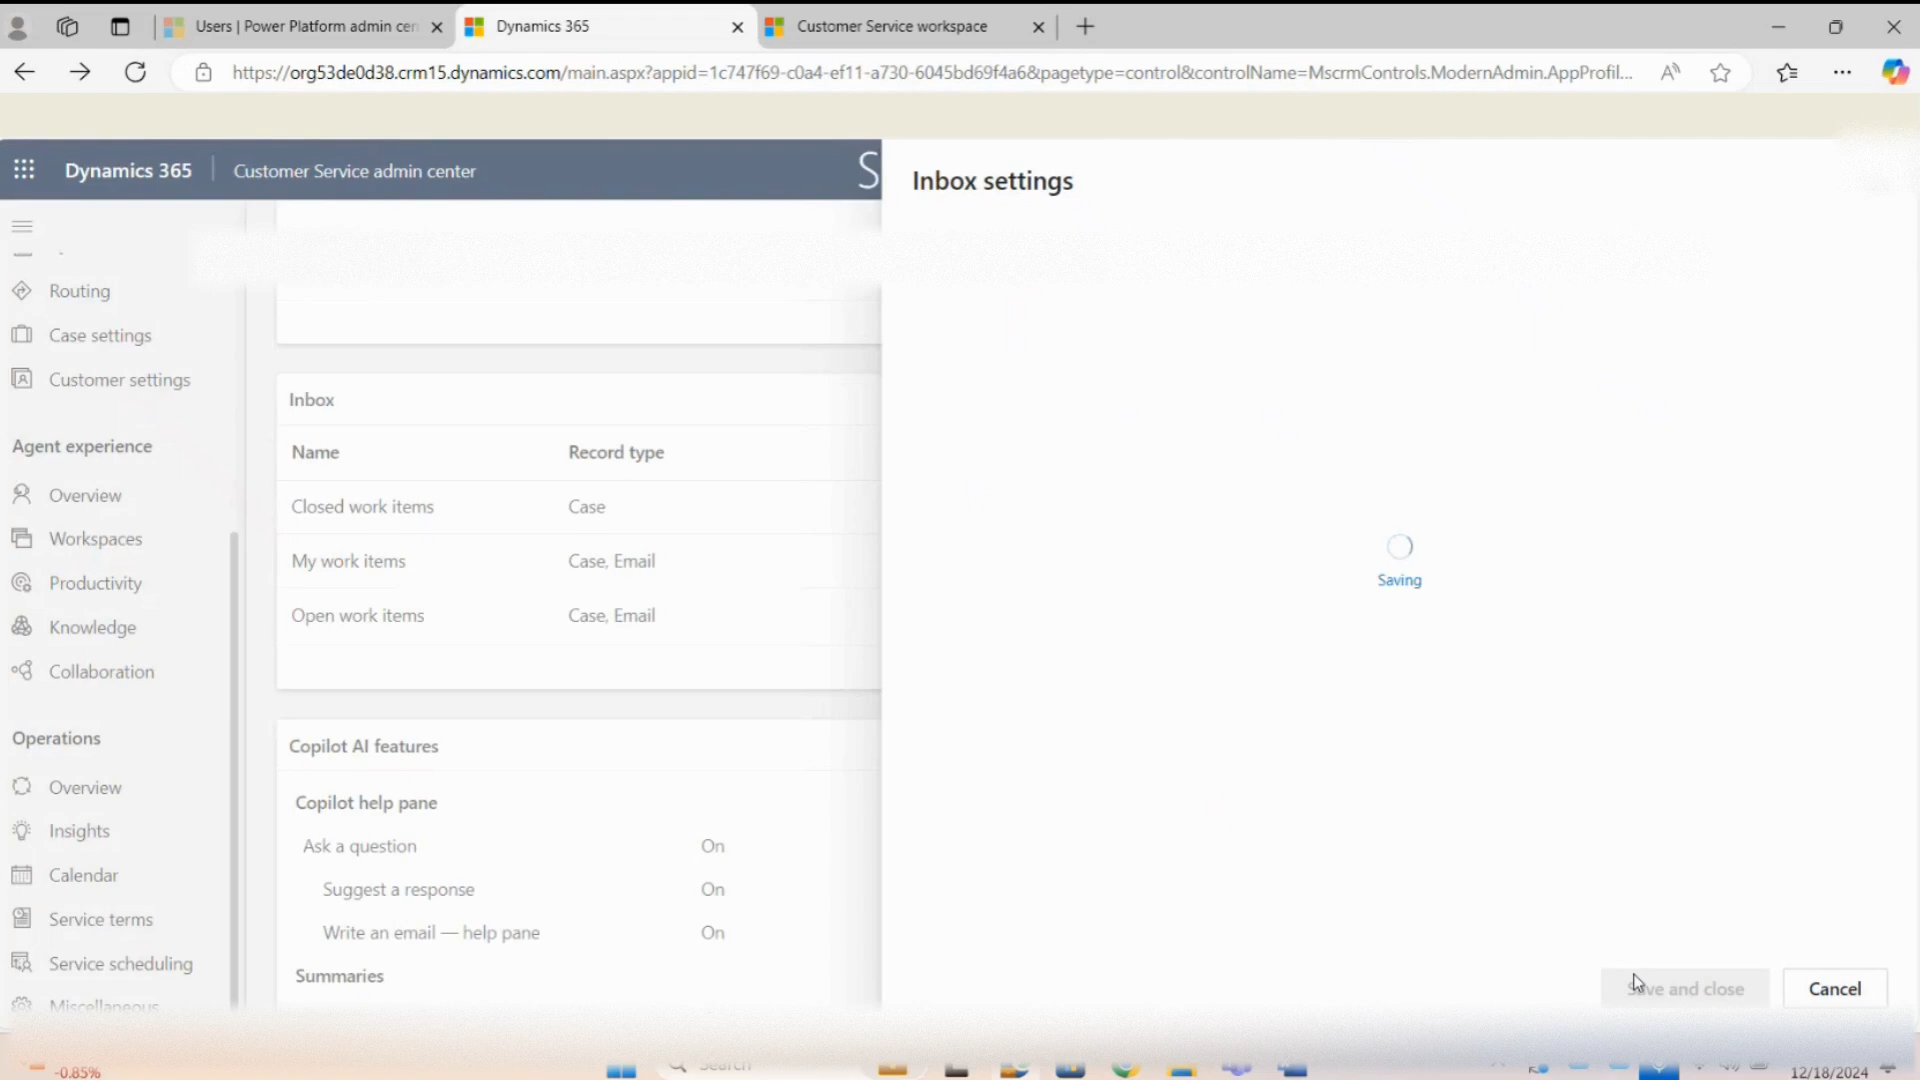 Users | Power Platform admin cen
Dynamics 365
Customer Service workspace
https://org53de0d38.crm15.dynamics.com/main.aspx?appid=1c747f69-c0a4-ef11-a730-6045bd69f4a6&pagetype=control&controlName=MscrmControls.ModernAdmin.AppProfil...
Dynamics 365
Customer Service admin center
S
Inbox settings
Routing
Case settings
Customer settings
Agent experience
Overview
Workspaces
Productivity
Knowledge
Collaboration
Operations
Overview
Insights
Calendar
Service terms
Service scheduling
Miscellaneous
Inbox
Name Record type
Closed work items Case
My work items Case, Email
Open work items Case, Email
Copilot AI features
Copilot help pane
Ask a question On
Suggest a response On
Write an email — help pane On
Summaries
Saving
Save and close
Cancel
-0.85%
Search
12/18/2024